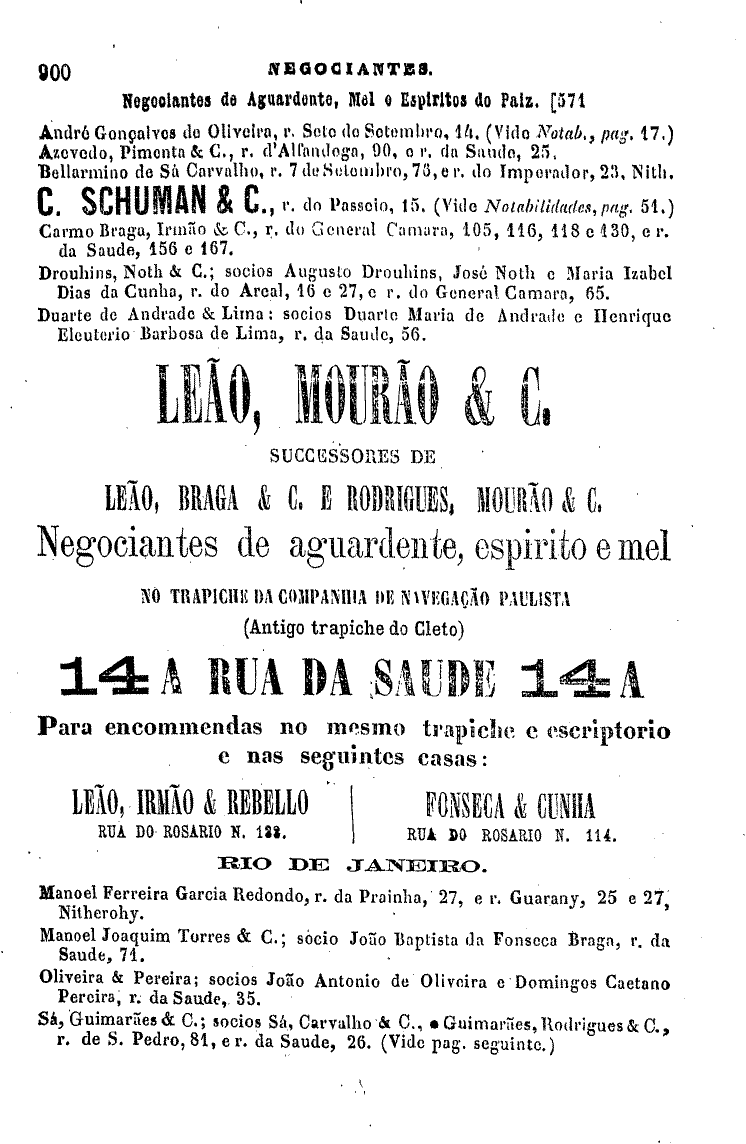 900 NEGOCIANTES.
Negociantes de Aguardente, Mel e Espiritos do Paiz. [571
André Gonçalves de Oliveira, r. Sete de Setembro, 14. (Vide Notab., pag. 17.)
Azevedo, Pimenta & C., r. d'Alfandega, 90, e r. da Saude, 25.
Bellarmino de Sá Carvalho, r. 7 de Setembro, 76, e r. do Imperador, 23, Nith.
C. SCHUMAN & C., r. do Passeio, 15. (Vide Notabilidades, pag. 51.)
Carmo Braga, Irmão & C., r. do General Camara, 105, 116, 118 e 130, e r.
da Saude, 156 e 167.
Drouhins, Noth & C.; socios Augusto Drouhins, José Noth e Maria Izabel
Dias da Cunha, r. do Areal, 16 e 27, e r. do General Camara, 65.
Duarte de Andrade & Lima: socios Duarte Maria de Andrade e Henrique
Eleuterio Barbosa de Lima, r. da Saude, 56.
LEÃO, MOURÃO & C.
SUCCESSORES DE
LEÃO, BRAGA & C. E RODRIGUES, MOURÃO & C.
Negociantes de aguardente, espirito e mel
NO TRAPICHE DA COMPANHIA DE NAVEGAÇÃO PAULISTA
(Antigo trapiche do Cleto)
14 A RUA DA SAUDE 14 A
Para encommendas no mesmo trapiche e escriptorio
e nas seguintes casas:
LEÃO, IRMÃO & REBELLO
RUA DO ROSARIO N.
FONSECA & CUNHA
RUA DO ROSARIO N. 114.
RIO DE JANEIRO.
Manoel Ferreira Garcia Redondo, r. da Prainha, 27, e r. Guarany, 25 e 27,
Nitherohy.
Manoel Joaquim Torres & C.; socio João Baptista da Fonseca Braga, r. da
Saude, 71.
Oliveira & Pereira; socios João Antonio de Oliveira e Domingos Caetano
Pereira, r. da Saude, 35.
Sá, Guimarães & C.; socios Sá, Carvalho & C., e Guimarães, Rodrigues & C.,
r. de S. Pedro, 81, e r. da Saude, 26. (Vide pag. seguinte.)